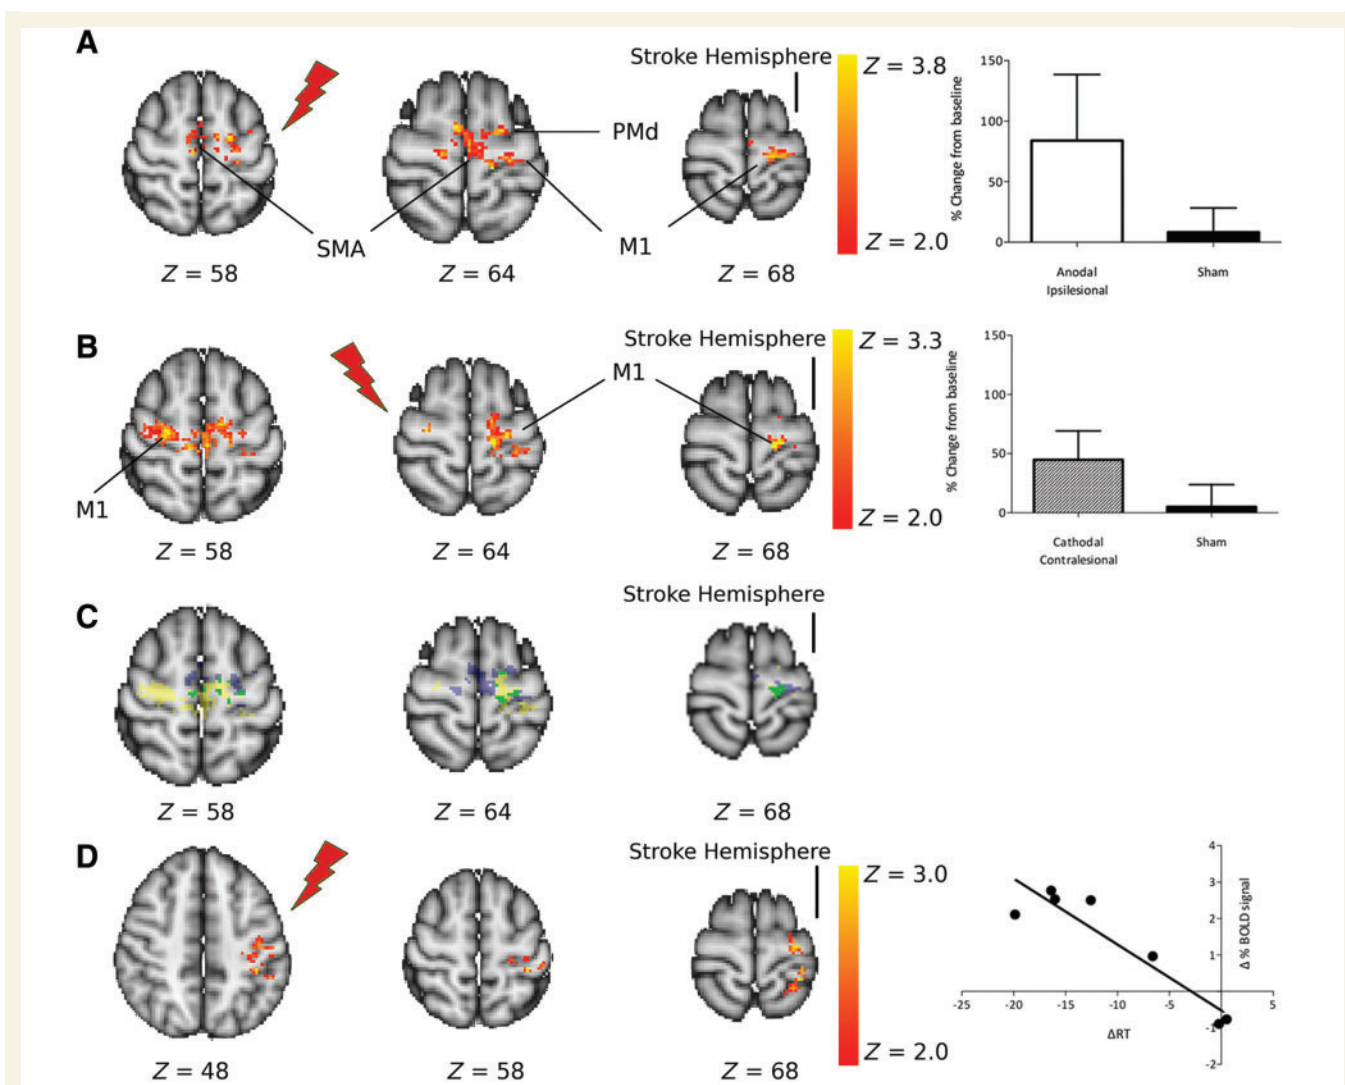 A
Stroke Hemisphere
Z = 3.8
PMd
SMA
M1
Z = 2.0
Z = 58
Z = 64
Z = 68
% Change from baseline
150
100
50
0
Anodal
Ipsilesional
Sham
B
Stroke Hemisphere
Z = 3.3
M1
M1
Z = 2.0
Z = 58
Z = 64
Z = 68
% Change from baseline
150
100
50
0
Cathodal
Contralesional
Sham
C
Stroke Hemisphere
Z = 58
Z = 64
Z = 68
D
Stroke Hemisphere
Z = 3.0
Z = 2.0
Z = 48
Z = 58
Z = 68
4
3
2
1
-1
-2
Δ % BOLD signal
-25
-20
-15
-10
-5
5
ΔRT